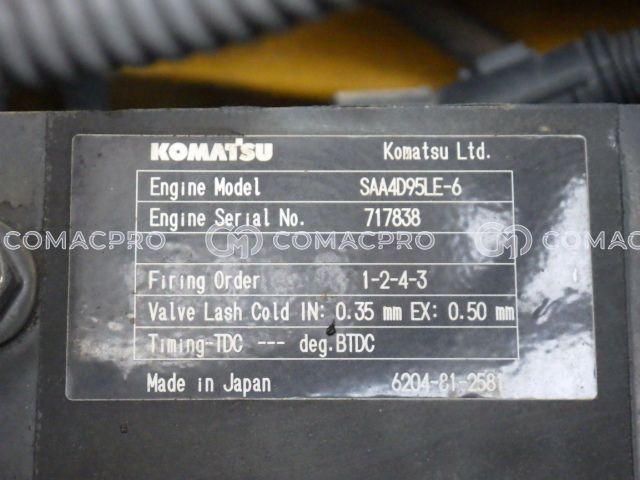 KOMATSU Komatsu Ltd.
Engine Model SAA4D95LE-6
Engine Serial No. 717838
COMACPRO COMACPRO COMACPRO
Firing Order 1-2-4-3
Valve Lash Cold IN: 0.35 mm EX: 0.50 mm
Timing-TDC --- deg.BTDC
Made in Japan 6204-81-2581